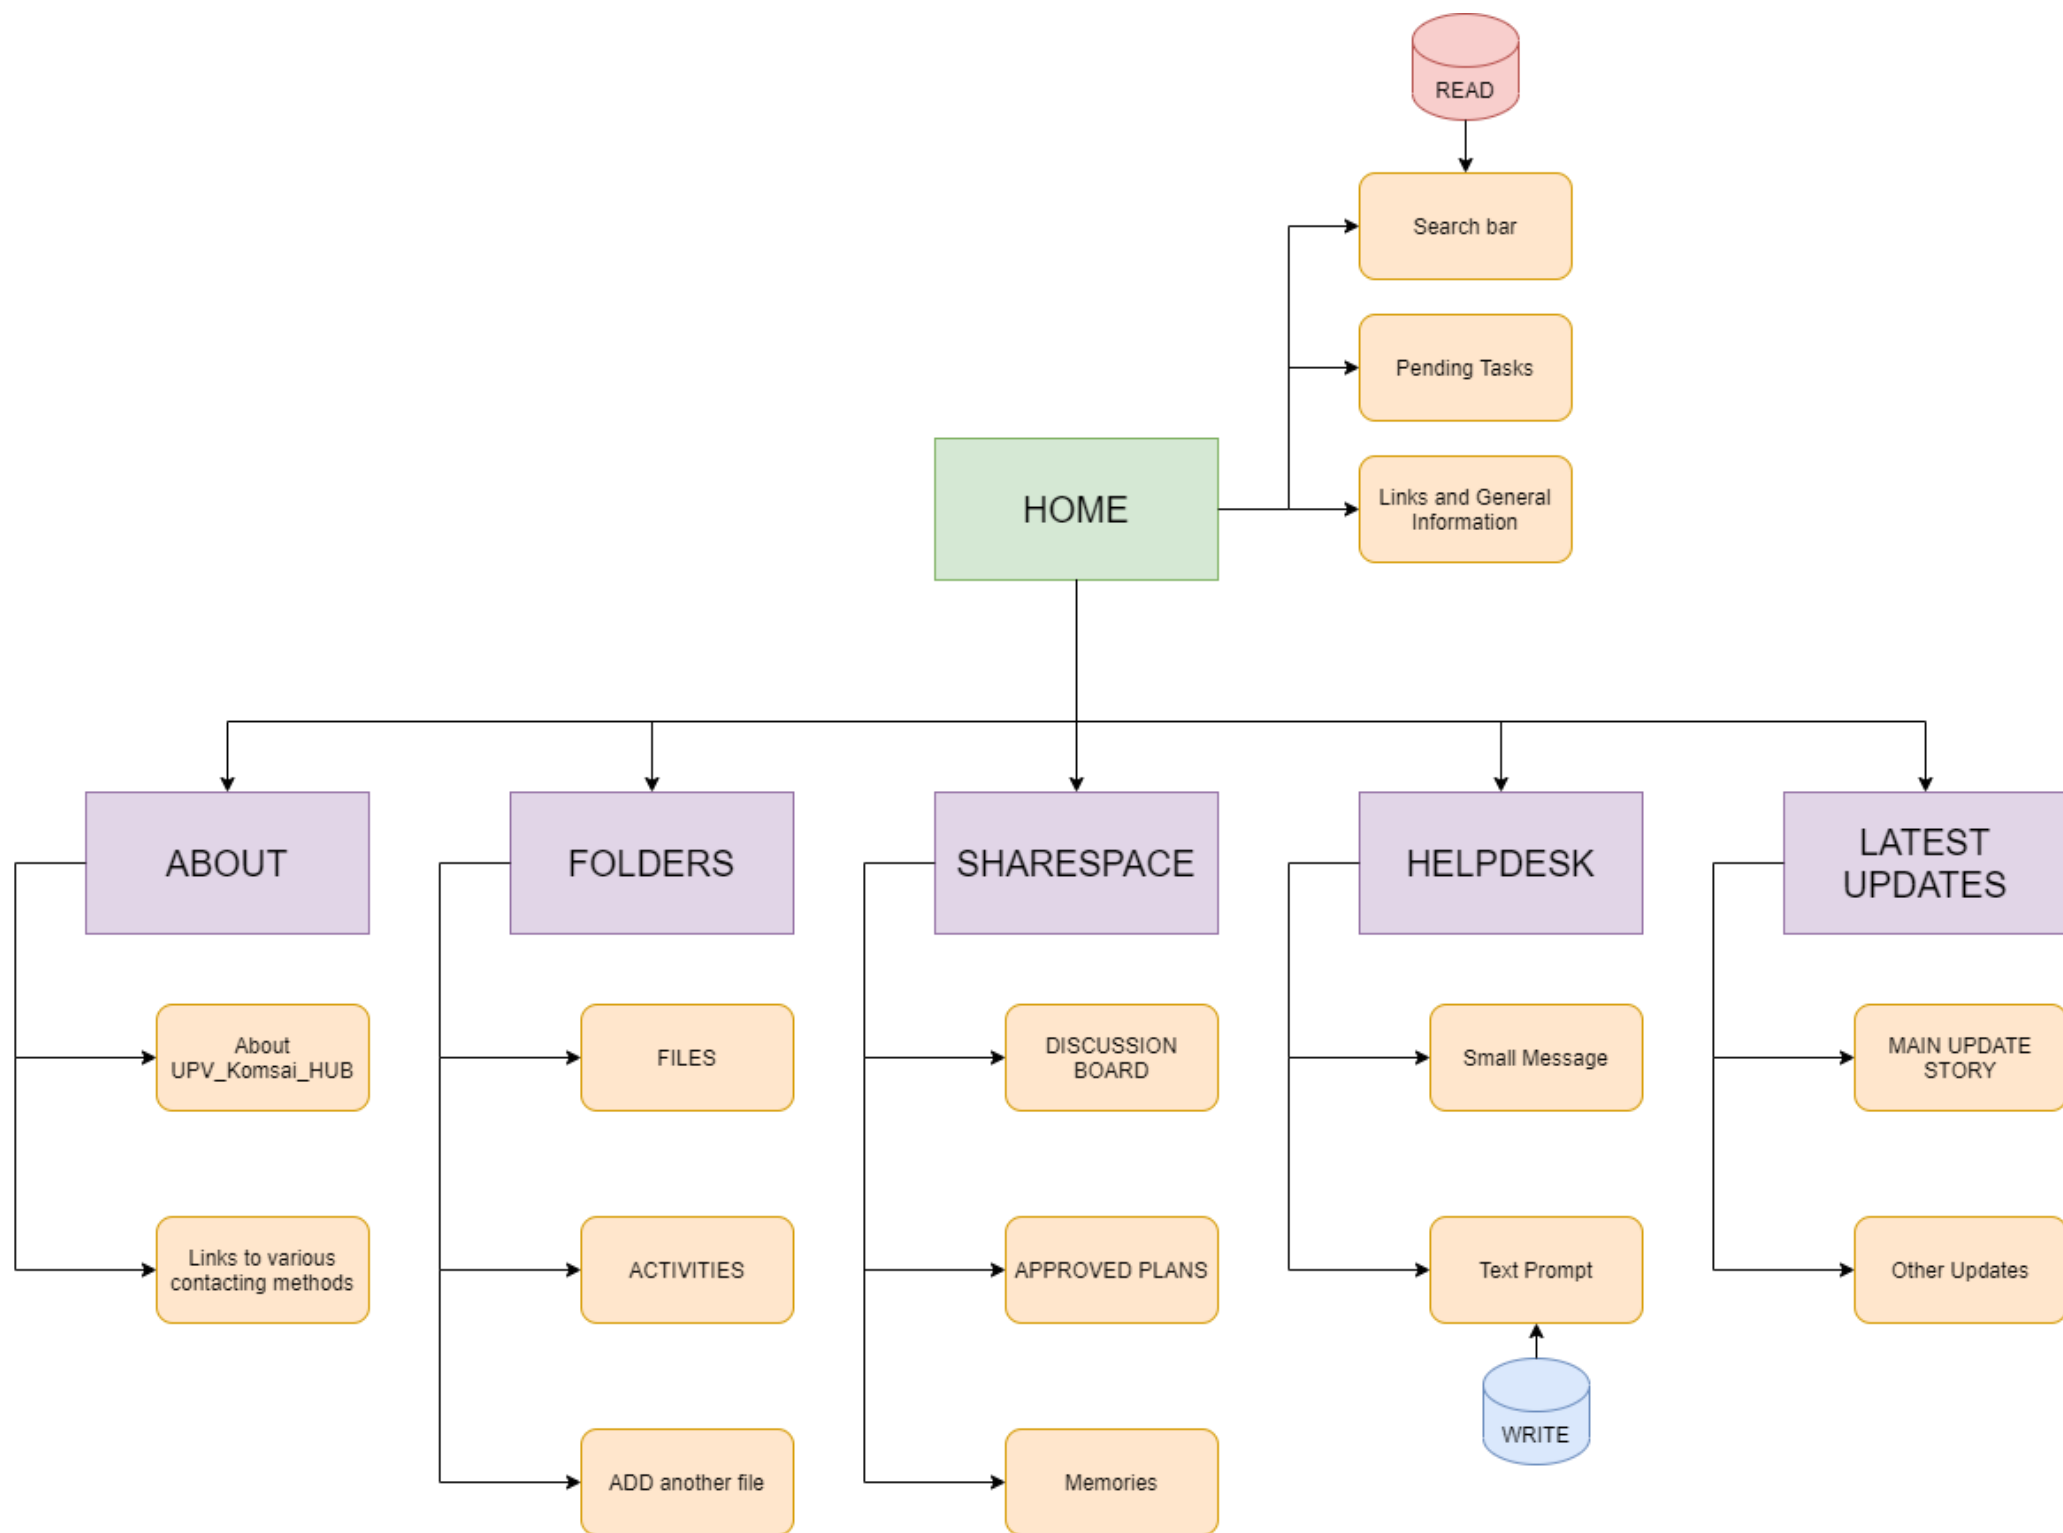 READ
Search bar
Pending Tasks
HOME
Links and General
Information
ABOUT
FOLDERS
SHARESPACE
HELPDESK
LATEST
UPDATES
About
UPV_Komsai_HUB
FILES
DISCUSSION
BOARD
Small Message
MAIN UPDATE
STORY
Links to various
contacting methods
ACTIVITIES
APPROVED PLANS
Text Prompt
Other Updates
WRITE
ADD another file
Memories